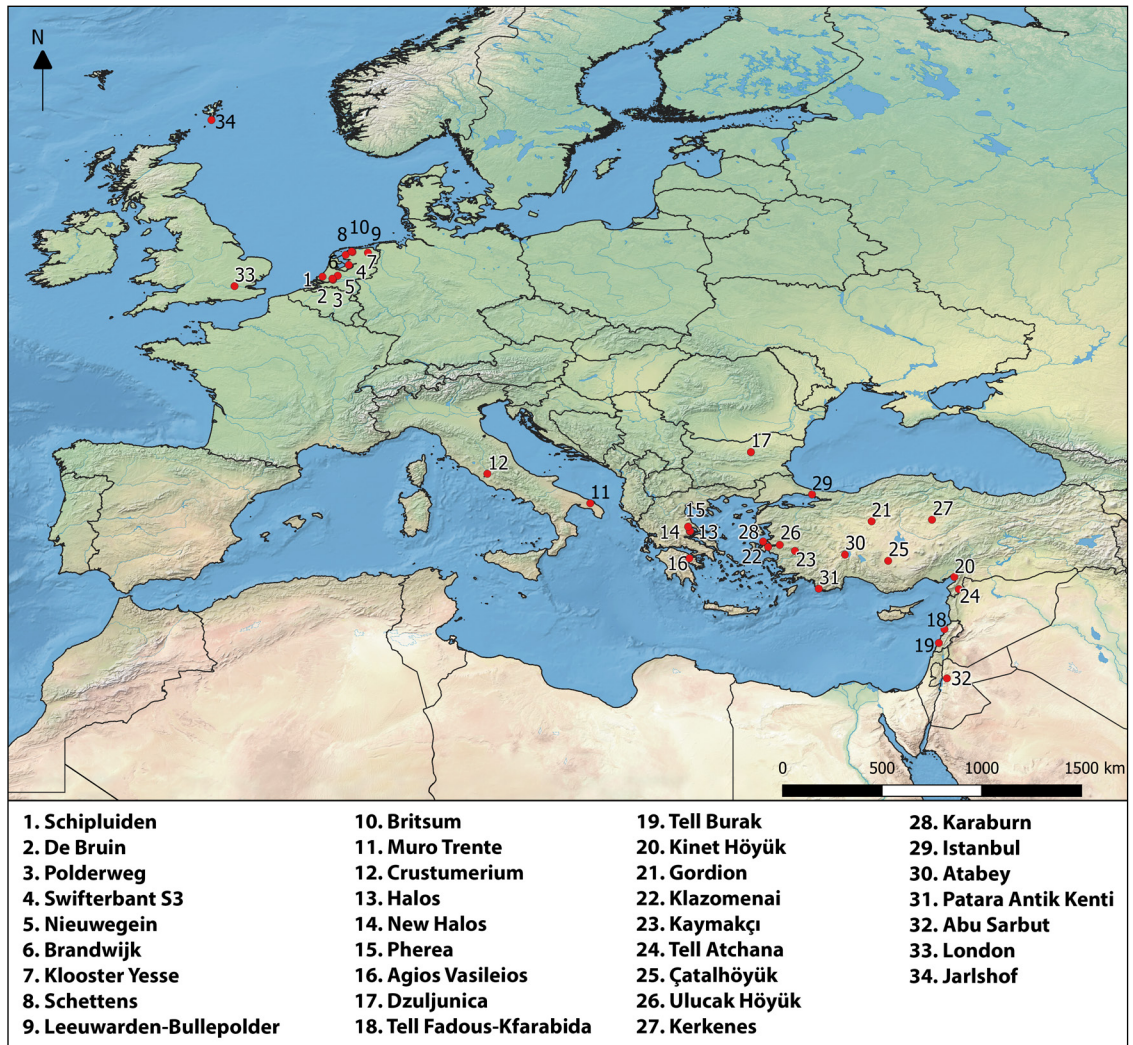 N
34
10
8
9
6
7
1
4
5
2
3
33
17
12
11
29
15
21
27
14
13
28
26
30
25
22
23
16
31
20
24
18
19
32
0
500
1000
1500 km
1. Schipluiden
2. De Bruin
3. Polderweg
4. Swifterbant S3
5. Nieuwegein
6. Brandwijk
7. Klooster Yesse
8. Schettens
9. Leeuwarden-Bullepolder
10. Britsum
11. Muro Trente
12. Crustumerium
13. Halos
14. New Halos
15. Pherea
16. Agios Vasileios
17. Dzuljunica
18. Tell Fadous-Kfarabida
19. Tell Burak
20. Kinet Höyük
21. Gordion
22. Klazomenai
23. Kaymakçı
24. Tell Atchana
25. Çatalhöyük
26. Ulucak Höyük
27. Kerkenes
28. Karaburn
29. Istanbul
30. Atabey
31. Patara Antik Kenti
32. Abu Sarbut
33. London
34. Jarlshof